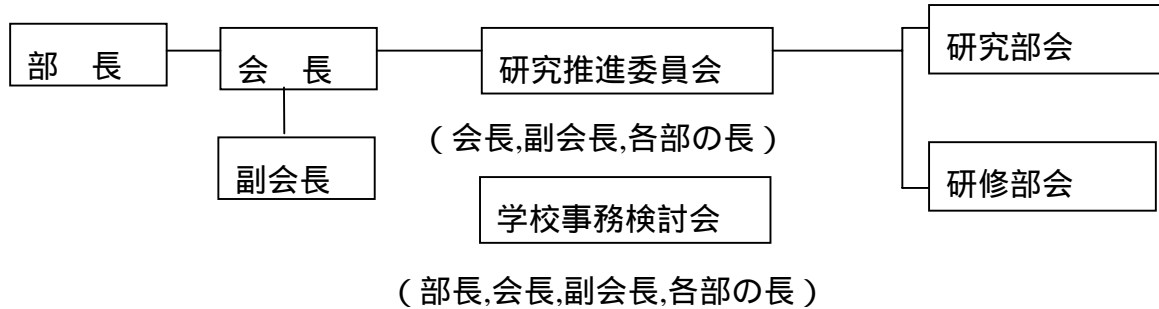 部　長
会　長
研究推進委員会
研究部会
（会長,副会長,各部の長）
副会長
研修部会
学校事務検討会
（部長,会長,副会長,各部の長）